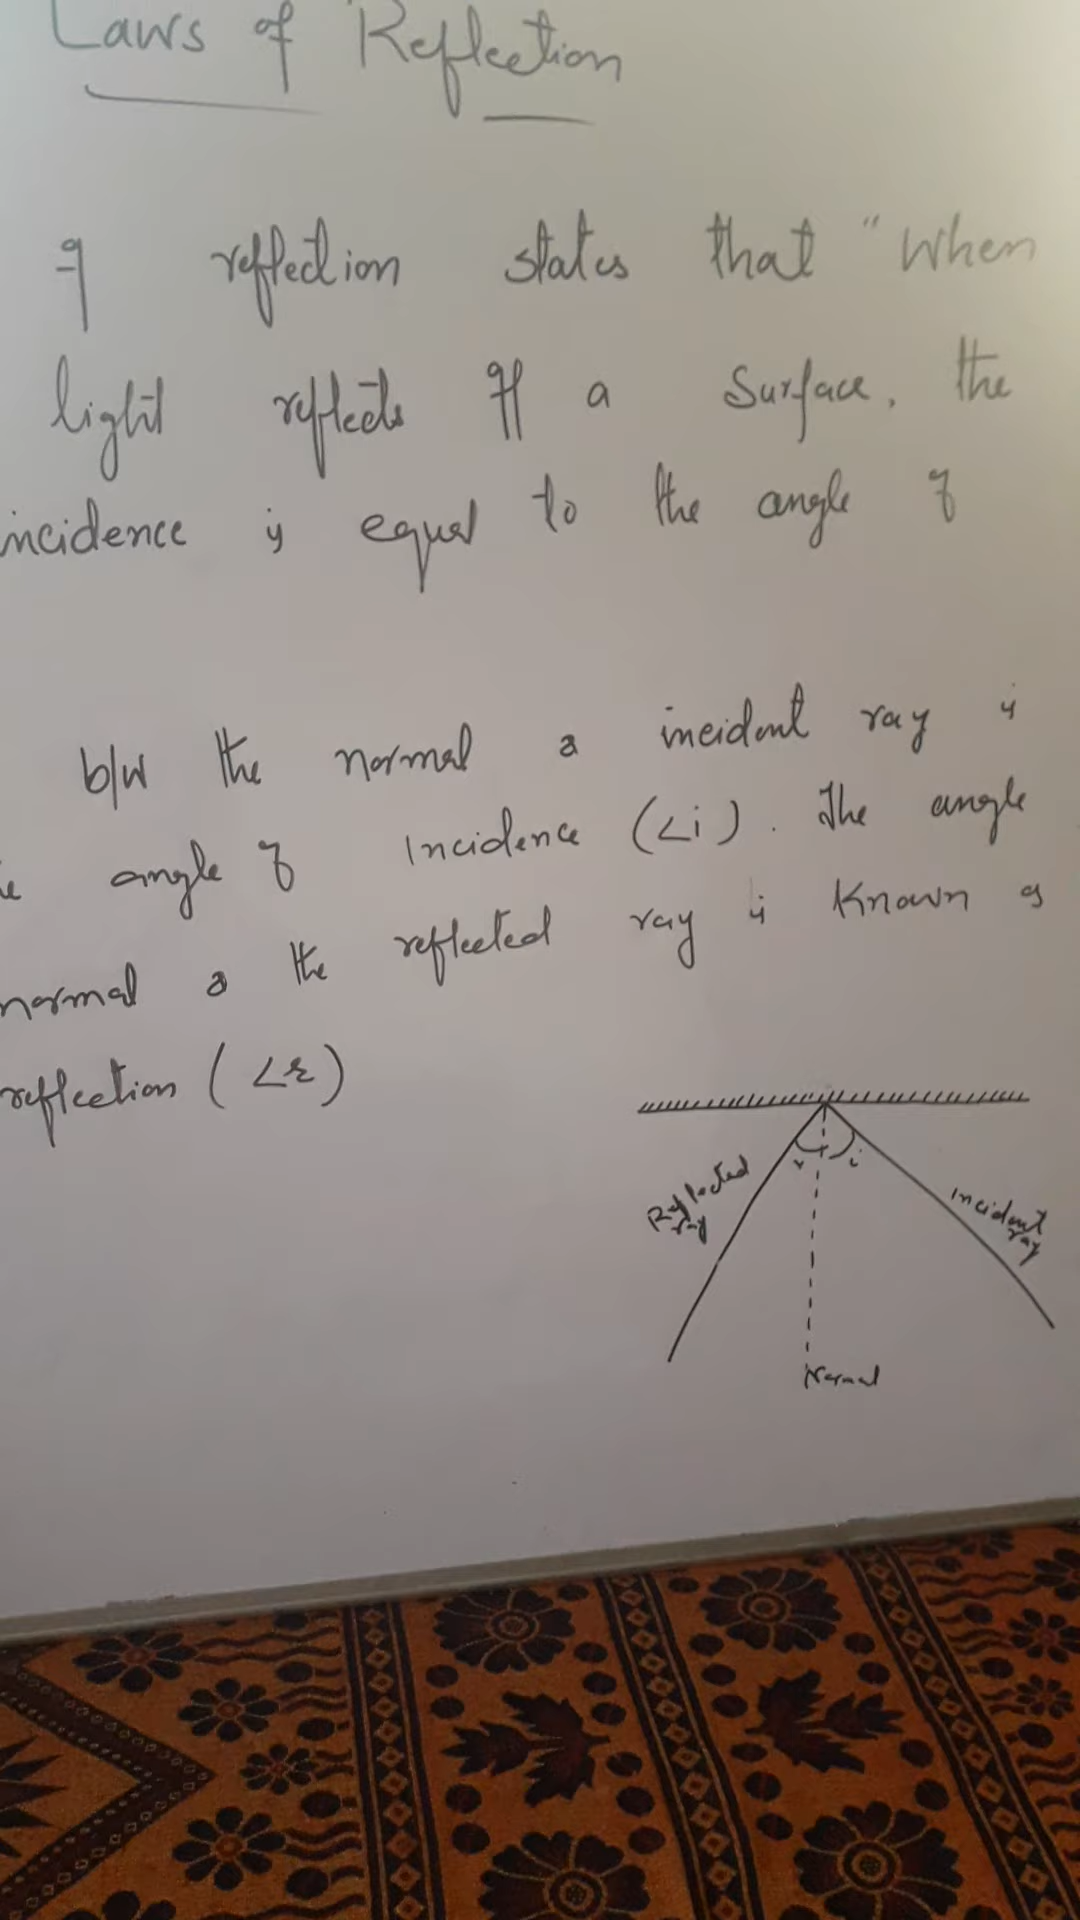 Laws of Reflection
of reflection states that "When
light reflects off a Surface, the
incidence is equal to the angle of
b/w the normal & incident ray is
angle of Incidence (∠i). The angle
normal & the reflected ray is Known as
reflection (∠r)
r i
Reflected
ray
incident
ray
Normal